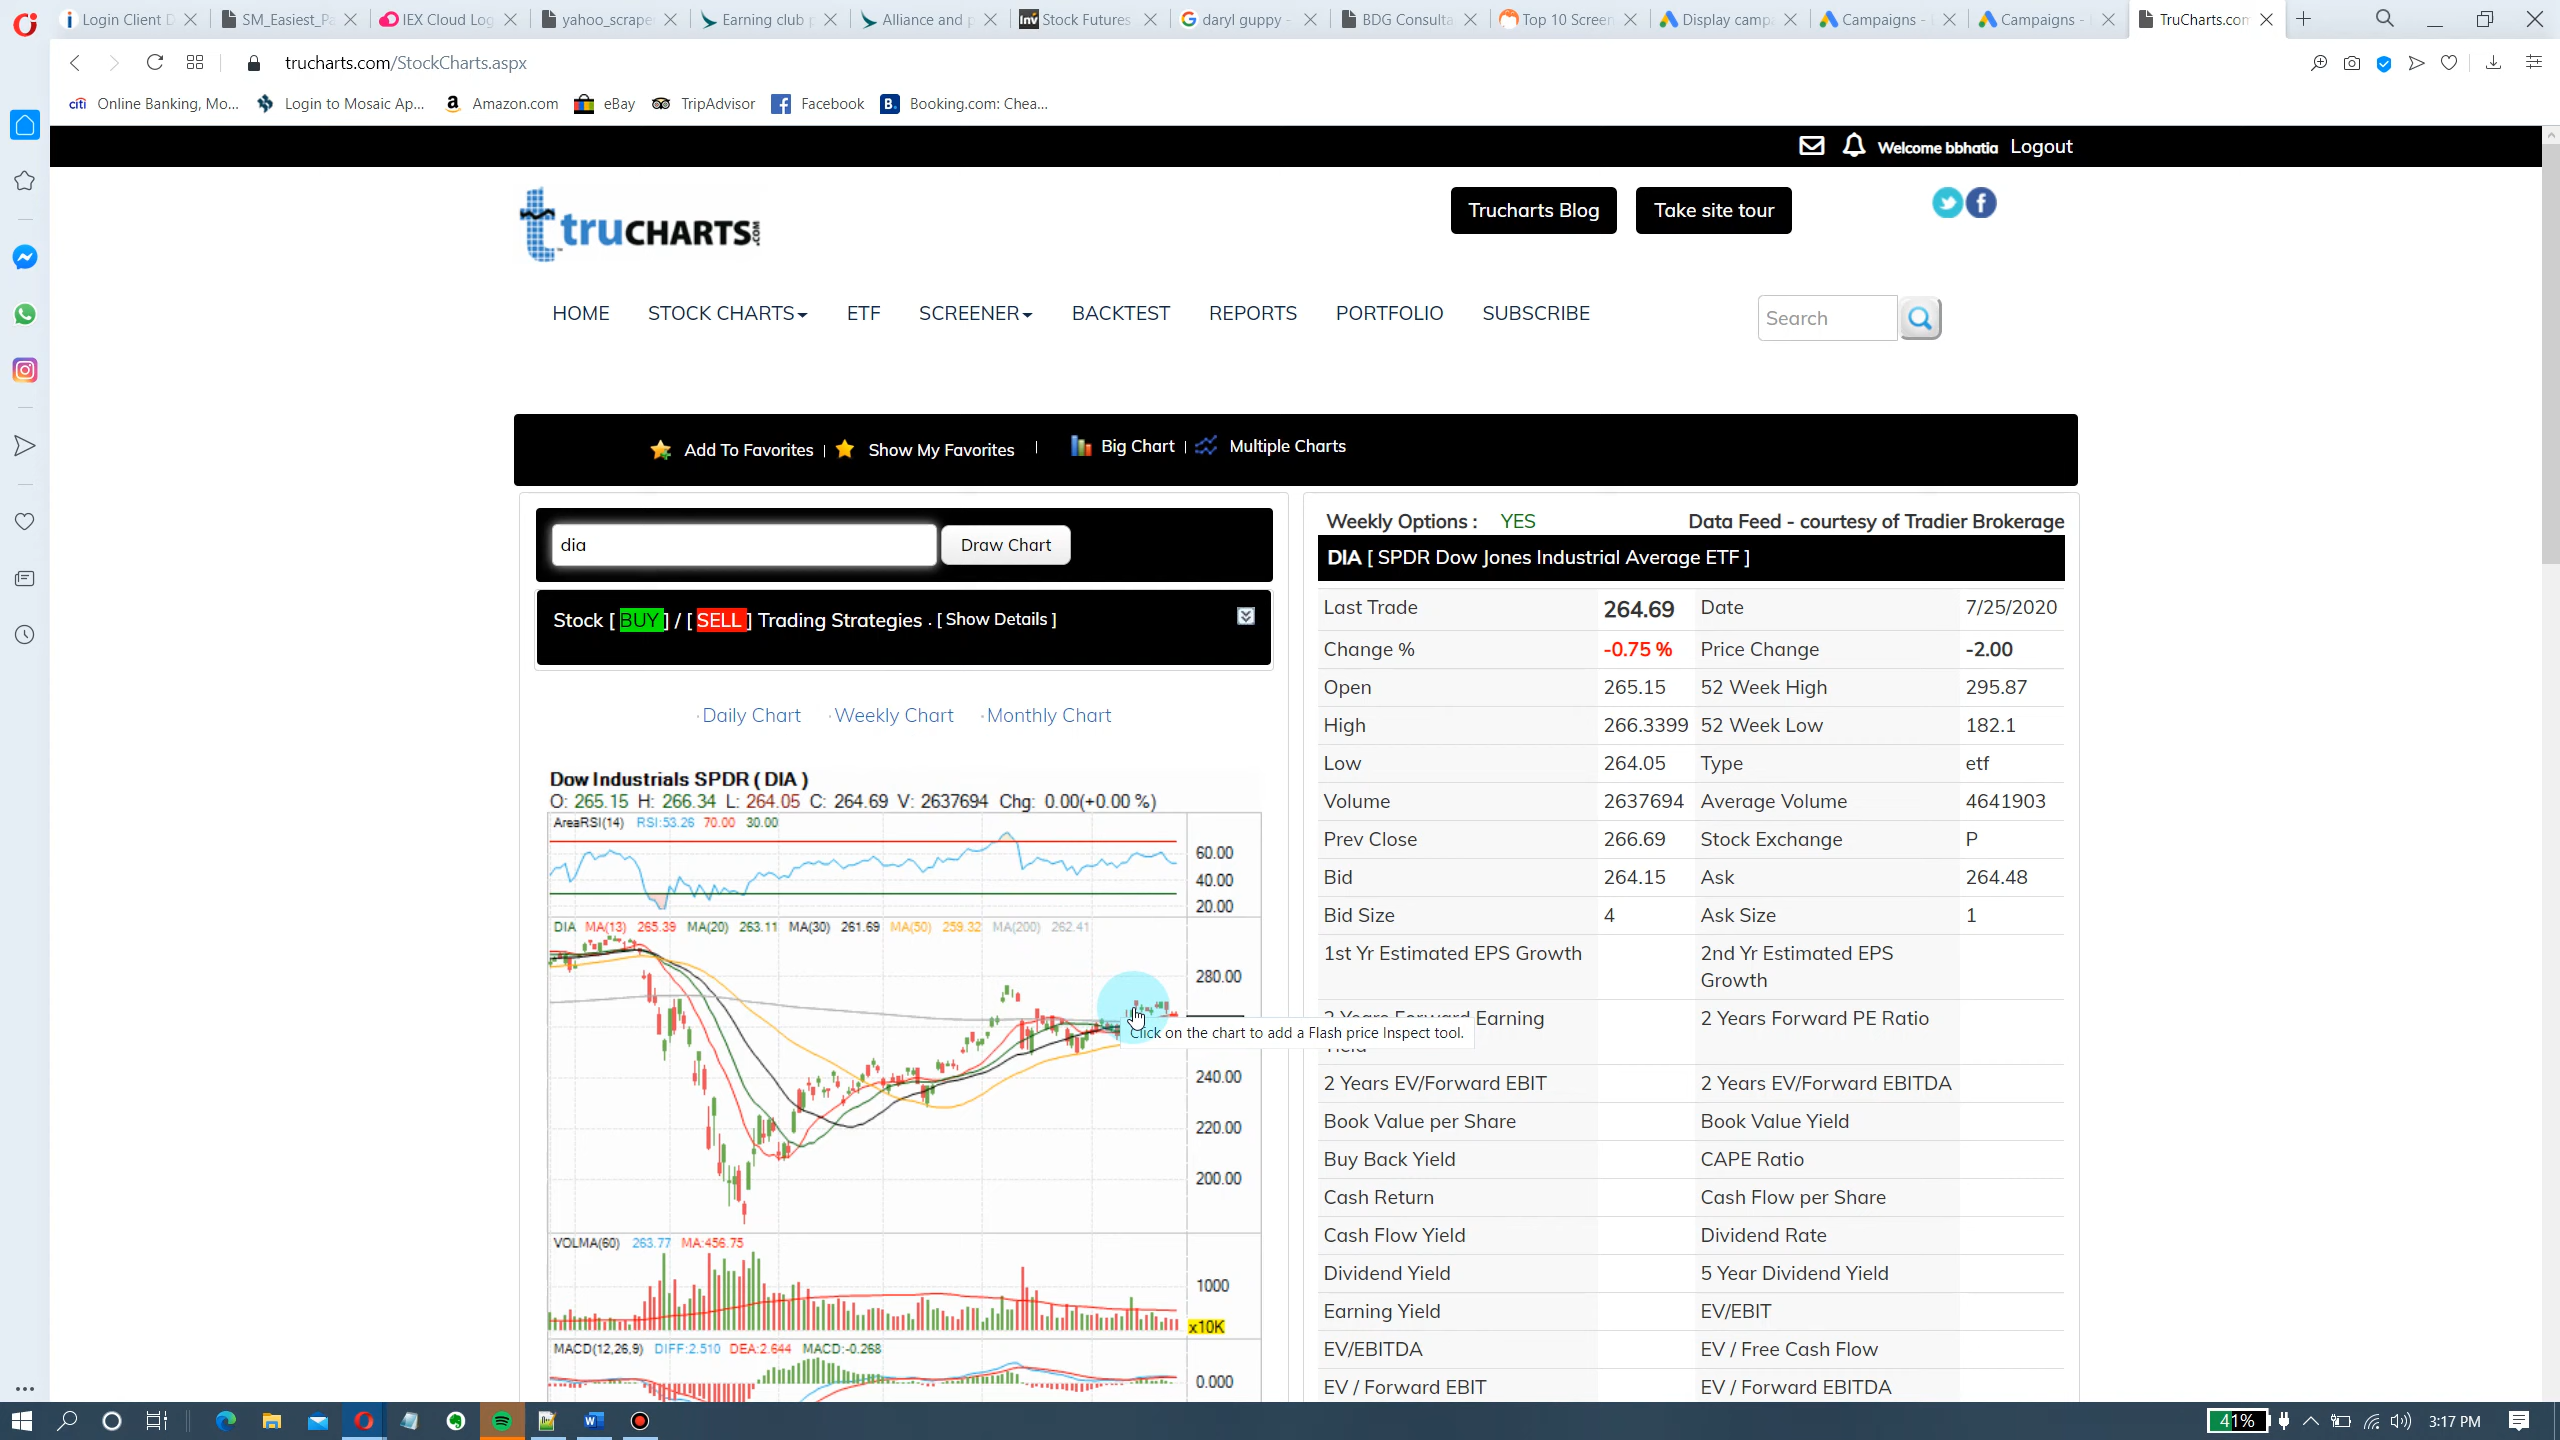 Login Client D
SM_Easiest_Pa
IEX Cloud Log
yahoo_scrape
Earning club p
Alliance and p
Inv Stock Futures
daryl guppy -
BDG Consulta
Top 10 Screen
Display camp
Campaigns -
Campaigns -
TruCharts.com
trucharts.com/StockCharts.aspx
citi Online Banking, Mo...
Login to Mosaic Ap...
Amazon.com
eBay
TripAdvisor
Facebook
B. Booking.com: Chea...
Welcome bbhatia Logout
truCHARTS.com
Trucharts Blog
Take site tour
HOME STOCK CHARTS ETF SCREENER BACKTEST REPORTS PORTFOLIO SUBSCRIBE
Search
Add To Favorites | Show My Favorites | Big Chart | Multiple Charts
dia
Draw Chart
Stock [ BUY ] / [ SELL ] Trading Strategies . [ Show Details ]
Daily Chart Weekly Chart Monthly Chart
Dow Industrials SPDR ( DIA )
O: 265.15 H: 266.34 L: 264.05 C: 264.69 V: 2637694 Chg: 0.00(+0.00 %)
AreaRSI(14) RSI:53.26 70.00 30.00
60.00
40.00
20.00
DIA MA(13) 265.39 MA(20) 263.11 MA(30) 261.69 MA(50) 259.32 MA(200) 262.41
280.00
240.00
220.00
200.00
Click on the chart to add a Flash price Inspect tool.
VOLMA(60) 263.77 MA:456.75
1000
x10K
MACD(12,26,9) DIFF:2.510 DEA:2.644 MACD:-0.268
0.000
Weekly Options : YES Data Feed - courtesy of Tradier Brokerage
DIA [ SPDR Dow Jones Industrial Average ETF ]
Last Trade 264.69 Date 7/25/2020
Change % -0.75 % Price Change -2.00
Open 265.15 52 Week High 295.87
High 266.3399 52 Week Low 182.1
Low 264.05 Type etf
Volume 2637694 Average Volume 4641903
Prev Close 266.69 Stock Exchange P
Bid 264.15 Ask 264.48
Bid Size 4 Ask Size 1
1st Yr Estimated EPS Growth 2nd Yr Estimated EPS
Growth
Earning 2 Years Forward PE Ratio
2 Years EV/Forward EBIT 2 Years EV/Forward EBITDA
Book Value per Share Book Value Yield
Buy Back Yield CAPE Ratio
Cash Return Cash Flow per Share
Cash Flow Yield Dividend Rate
Dividend Yield 5 Year Dividend Yield
Earning Yield EV/EBIT
EV/EBITDA EV / Free Cash Flow
EV / Forward EBIT EV / Forward EBITDA
41%
3:17 PM